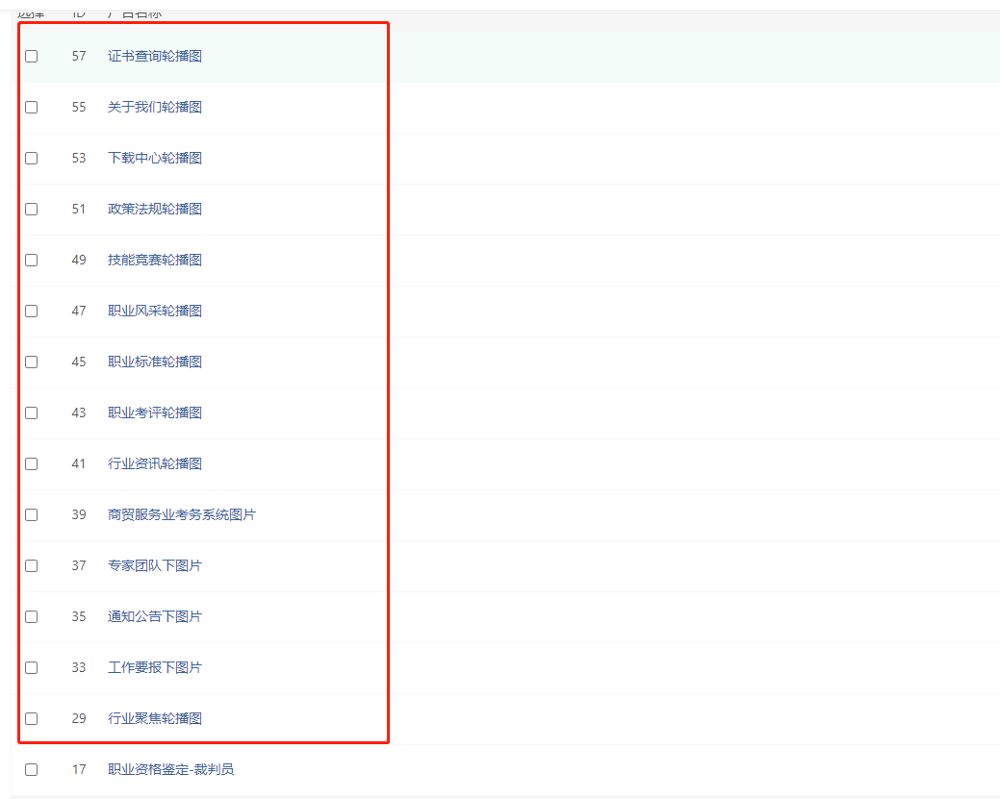 选择 ID 广告名称
57 证书查询轮播图
55 关于我们轮播图
53 下载中心轮播图
51 政策法规轮播图
49 技能竞赛轮播图
47 职业风采轮播图
45 职业标准轮播图
43 职业考评轮播图
41 行业资讯轮播图
39 商贸服务业考务系统图片
37 专家团队下图片
35 通知公告下图片
33 工作要报下图片
29 行业聚焦轮播图
17 职业资格鉴定-裁判员